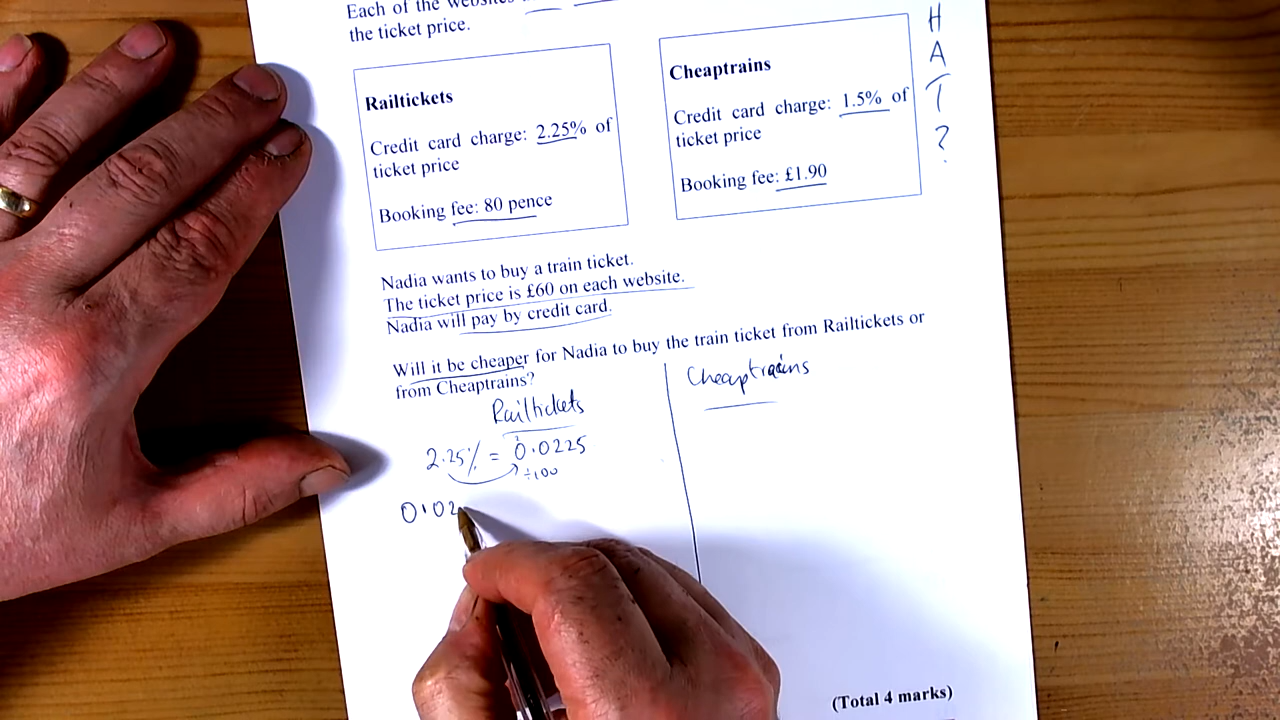 Each of the websites
the ticket price.
Railtickets
Credit card charge: 2.25% of
ticket price
Booking fee: 80 pence
Cheaptrains
Credit card charge: 1.5% of
ticket price
Booking fee: £1.90
H
A
T
?
Nadia wants to buy a train ticket.
The ticket price is £60 on each website.
Nadia will pay by credit card.
Will it be cheaper for Nadia to buy the train ticket from Railtickets or
from Cheaptrains?
Railtickets
2.25% = 0.0225
÷100
0.02
Cheaptrains
(Total 4 marks)